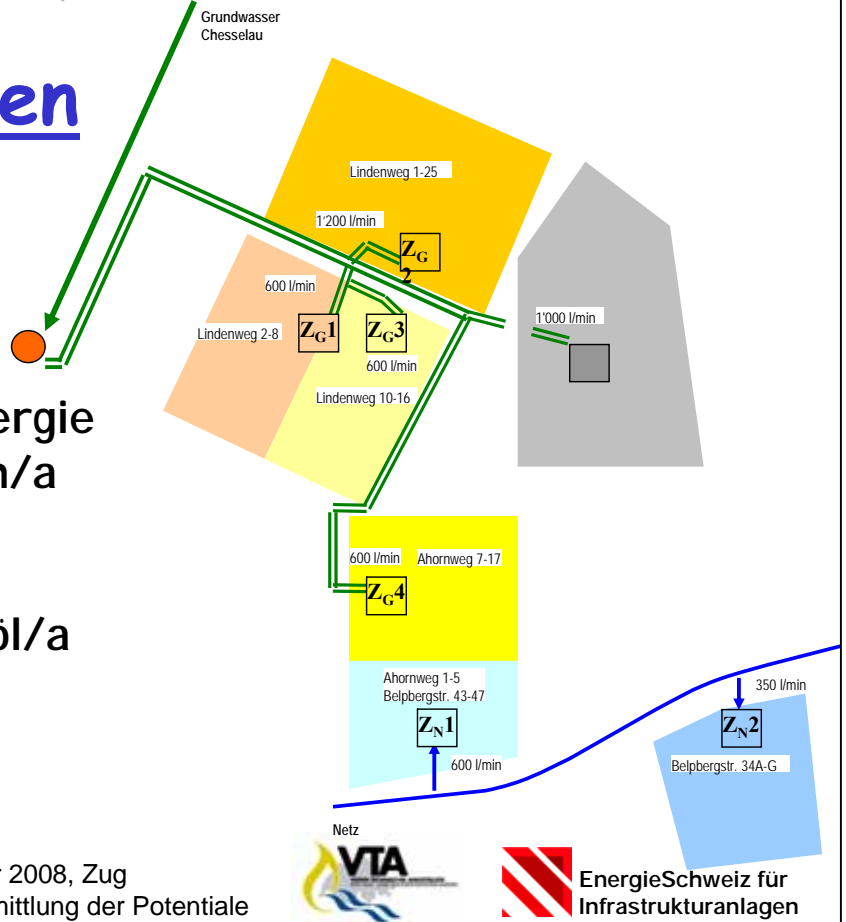 Grundwasser
Chesselau
en
Lindenweg 1-25
1'200 l/min
ZG
2
600 l/min
1'000 l/min
Lindenweg 2-8
ZG1
ZG3
600 l/min
Lindenweg 10-16
ergie
n/a
600 l/min
Ahornweg 7-17
ZG4
öl/a
Ahornweg 1-5
Belpbergstr. 43-47
350 l/min
ZN1
ZN2
600 l/min
Belpbergstr. 34A-G
Netz
VTA
r 2008, Zug
mittlung der Potentiale
EnergieSchweiz für
Infrastrukturanlagen